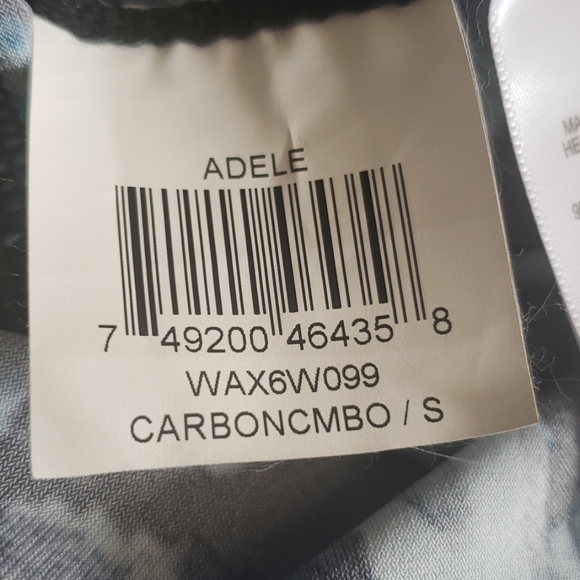 ADELE
7 49200 46435 8
WAX6W099
CARBONCMBO / S